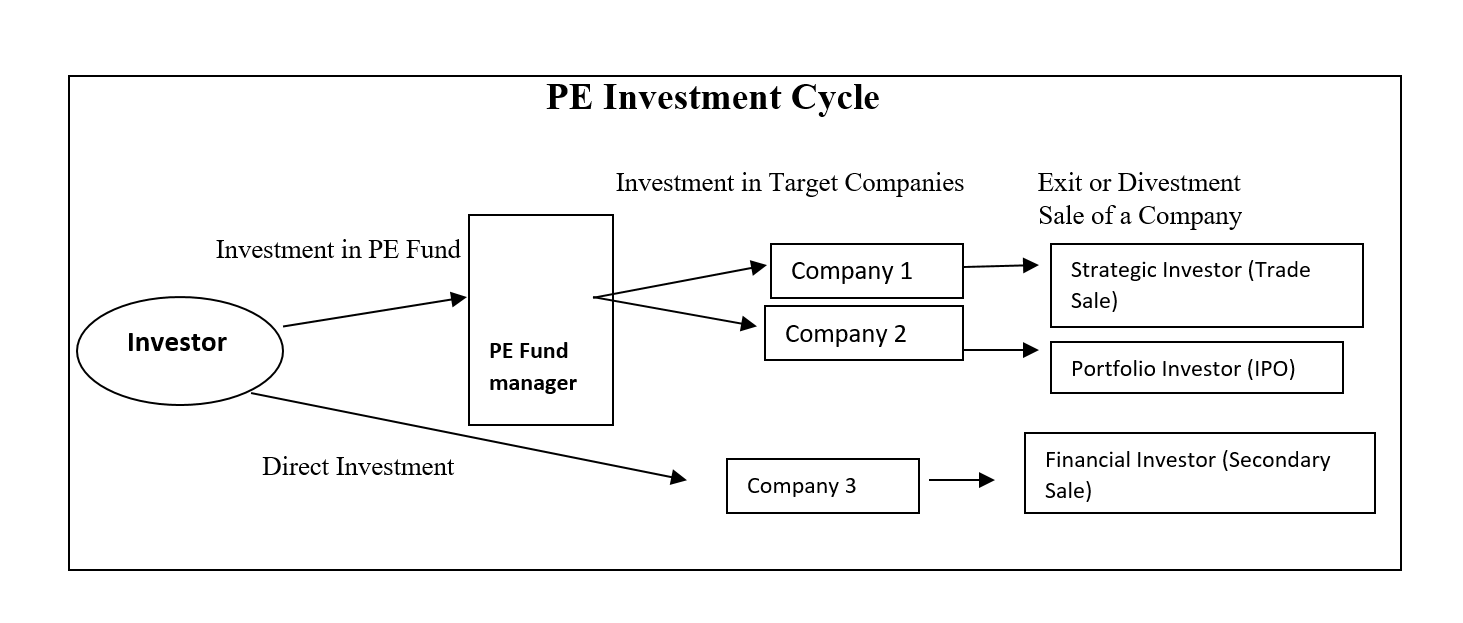 PE Investment Cycle
Investment in Target Companies
Exit or Divestment
Sale of a Company
Investment in PE Fund
Investor
PE Fund
manager
Direct Investment
Company 1
Company 2
Company 3
Strategic Investor (Trade
Sale)
Portfolio Investor (IPO)
Financial Investor (Secondary
Sale)